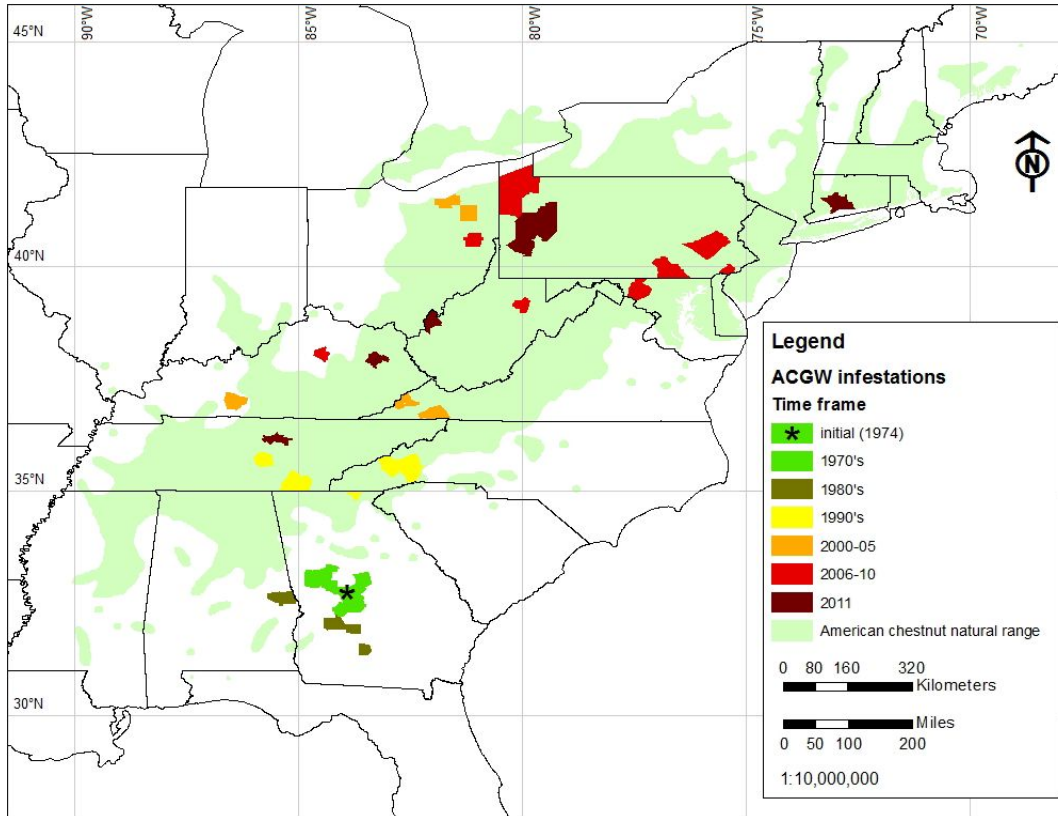 90°W
85°W
80°W
75°W
70°W
45°N
40°N
35°N
30°N
N
Legend
ACGW infestations
Time frame
* initial (1974)
1970's
1980's
1990's
2000-05
2006-10
2011
American chestnut natural range
0 80 160 320
Kilometers
Miles
0 50 100 200
1:10,000,000